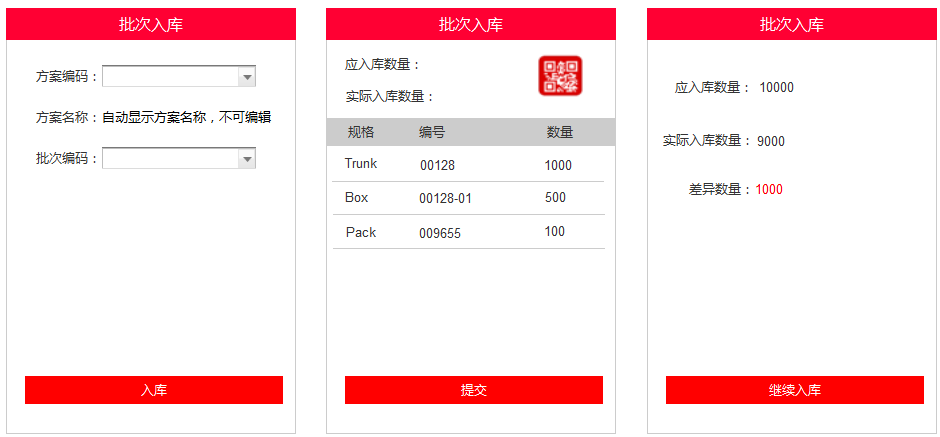 批次入库
方案编码：
方案名称：自动显示方案名称，不可编辑
批次编码：
入库
批次入库
应入库数量：
实际入库数量：
规格 编号 数量
Trunk 00128 1000
Box 00128-01 500
Pack 009655 100
提交
批次入库
应入库数量： 10000
实际入库数量： 9000
差异数量：1000
继续入库